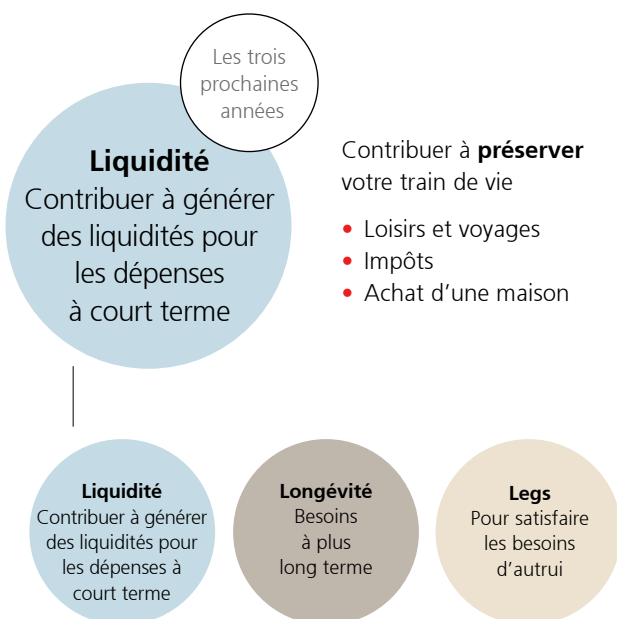 Les trois
prochaines
années
Liquidité
Contribuer à générer
des liquidités pour
les dépenses
à court terme
Contribuer à préserver
votre train de vie
• Loisirs et voyages
• Impôts
• Achat d’une maison
Liquidité
Contribuer à générer
des liquidités pour
les dépenses à
court terme
Longévité
Besoins
à plus
long terme
Legs
Pour satisfaire
les besoins
d’autrui